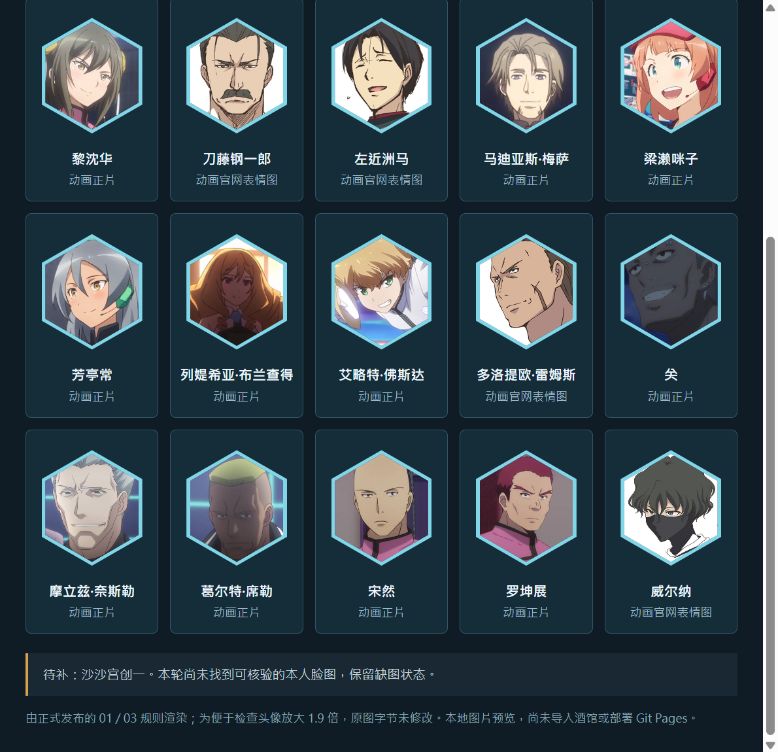 黎沈华
动画正片
刀藤钢一郎
动画官网表情图
左近洲马
动画官网表情图
马迪亚斯·梅萨
动画正片
梁濑咪子
动画正片
芳亭常
动画正片
列媞希亚·布兰查得
动画正片
艾略特·佛斯达
动画正片
多洛提欧·雷姆斯
动画官网表情图
关
动画正片
摩立兹·奈斯勒
动画正片
葛尔特·席勒
动画正片
宋然
动画正片
罗坤展
动画正片
威尔纳
动画官网表情图
待补：沙沙宫创一。本轮尚未找到可核验的本人脸图，保留缺图状态。
由正式发布的 01 / 03 规则渲染；为便于检查头像放大 1.9 倍，原图字节未修改。本地图片预览，尚未导入酒馆或部署 Git Pages。